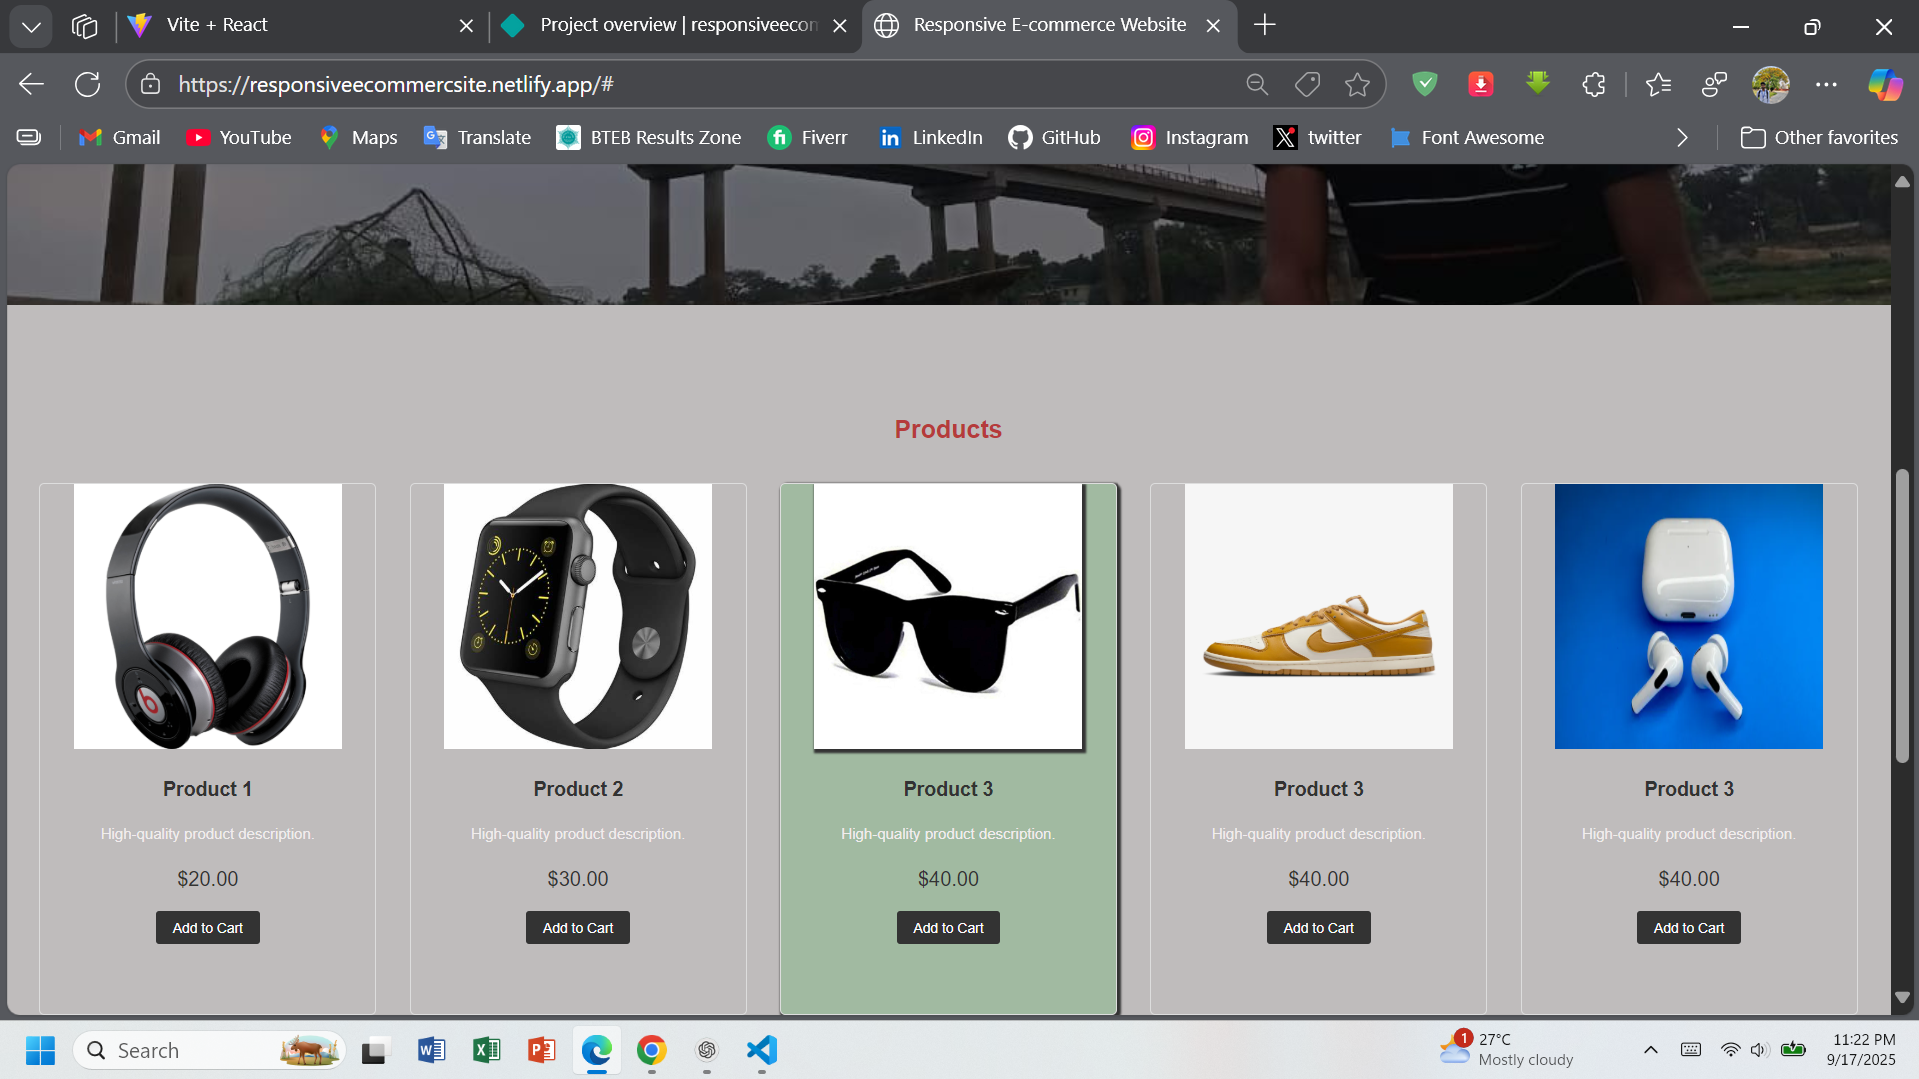 Vite + React
Project overview | responsiveecon
Responsive E-commerce Website
https://responsiveecommercsite.netlify.app/#
Gmail
YouTube
Maps
Translate
BTEB Results Zone
Fiverr
LinkedIn
GitHub
Instagram
twitter
Font Awesome
Other favorites
Products
Product 1
High-quality product description.
$20.00
Add to Cart
Product 2
High-quality product description.
$30.00
Add to Cart
Product 3
High-quality product description.
$40.00
Add to Cart
Product 3
High-quality product description.
$40.00
Add to Cart
Product 3
High-quality product description.
$40.00
Add to Cart
Search
1
27°C
Mostly cloudy
11:22 PM
9/17/2025